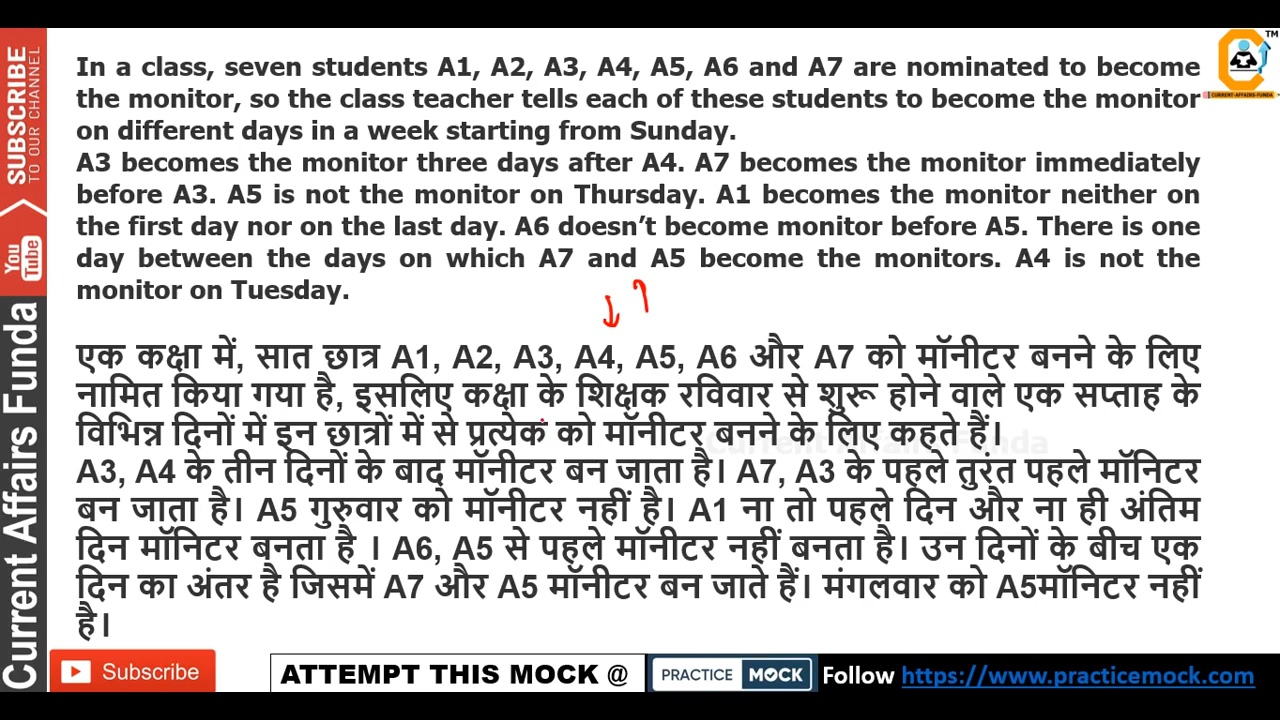 SUBSCRIBE
TO OUR CHANNEL
You Tube
Current Affairs Funda
TM
CURRENT-AFFAIRS-FUNDA
In a class, seven students A1, A2, A3, A4, A5, A6 and A7 are nominated to become
the monitor, so the class teacher tells each of these students to become the monitor
on different days in a week starting from Sunday.
A3 becomes the monitor three days after A4. A7 becomes the monitor immediately
before A3. A5 is not the monitor on Thursday. A1 becomes the monitor neither on
the first day nor on the last day. A6 doesn’t become monitor before A5. There is one
day between the days on which A7 and A5 become the monitors. A4 is not the
monitor on Tuesday.
एक कक्षा में, सात छात्र A1, A2, A3, A4, A5, A6 और A7 को मॉनीटर बनने के लिए
नामित किया गया है, इसलिए कक्षा के शिक्षक रविवार से शुरू होने वाले एक सप्ताह के
विभिन्न दिनों में इन छात्रों में से प्रत्येक को मॉनीटर बनने के लिए कहते हैं।
Current Affairs Funda
A3, A4 के तीन दिनों के बाद मॉनीटर बन जाता है। A7, A3 के पहले तुरंत पहले मॉनिटर
बन जाता है। A5 गुरुवार को मॉनीटर नहीं है। A1 ना तो पहले दिन और ना ही अंतिम
दिन मॉनिटर बनता है । A6, A5 से पहले मॉनीटर नहीं बनता है। उन दिनों के बीच एक
दिन का अंतर है जिसमें A7 और A5 मॉनीटर बन जाते हैं। मंगलवार को A5मॉनिटर नहीं
है।
Subscribe
ATTEMPT THIS MOCK @
PRACTICE MOCK
Follow https://www.practicemock.com